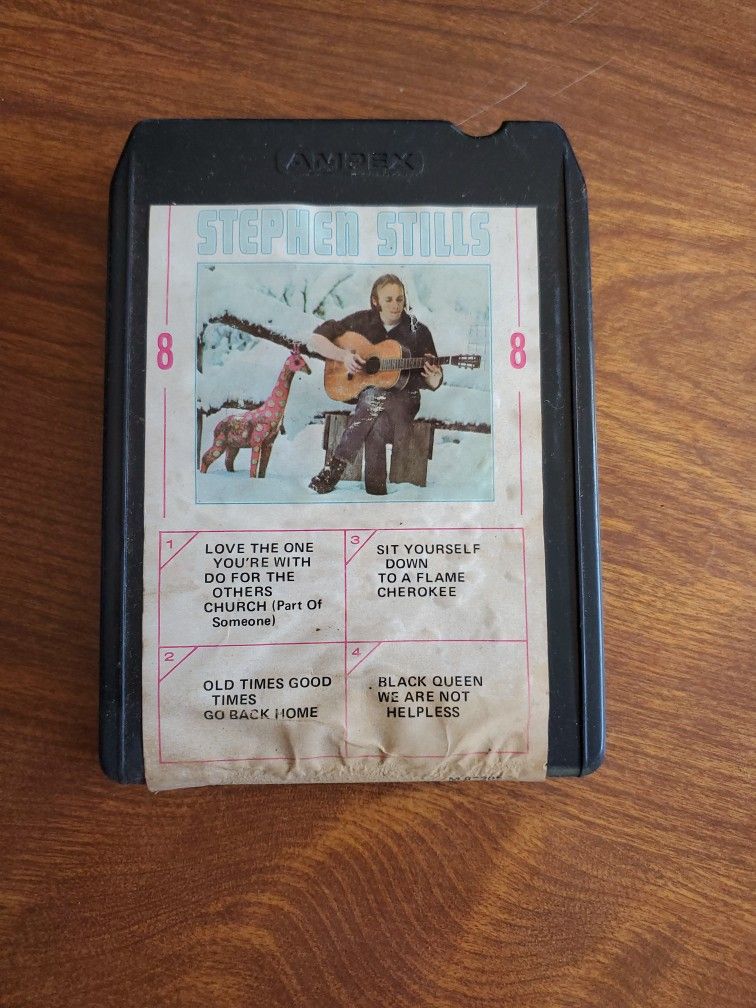 AMPEX
STEPHEN STILLS
8 8
1
LOVE THE ONE
YOU'RE WITH
DO FOR THE
OTHERS
CHURCH (Part Of
Someone)
2
OLD TIMES GOOD
TIMES
GO BACK HOME
3
SIT YOURSELF
DOWN
TO A FLAME
CHEROKEE
4
BLACK QUEEN
WE ARE NOT
HELPLESS